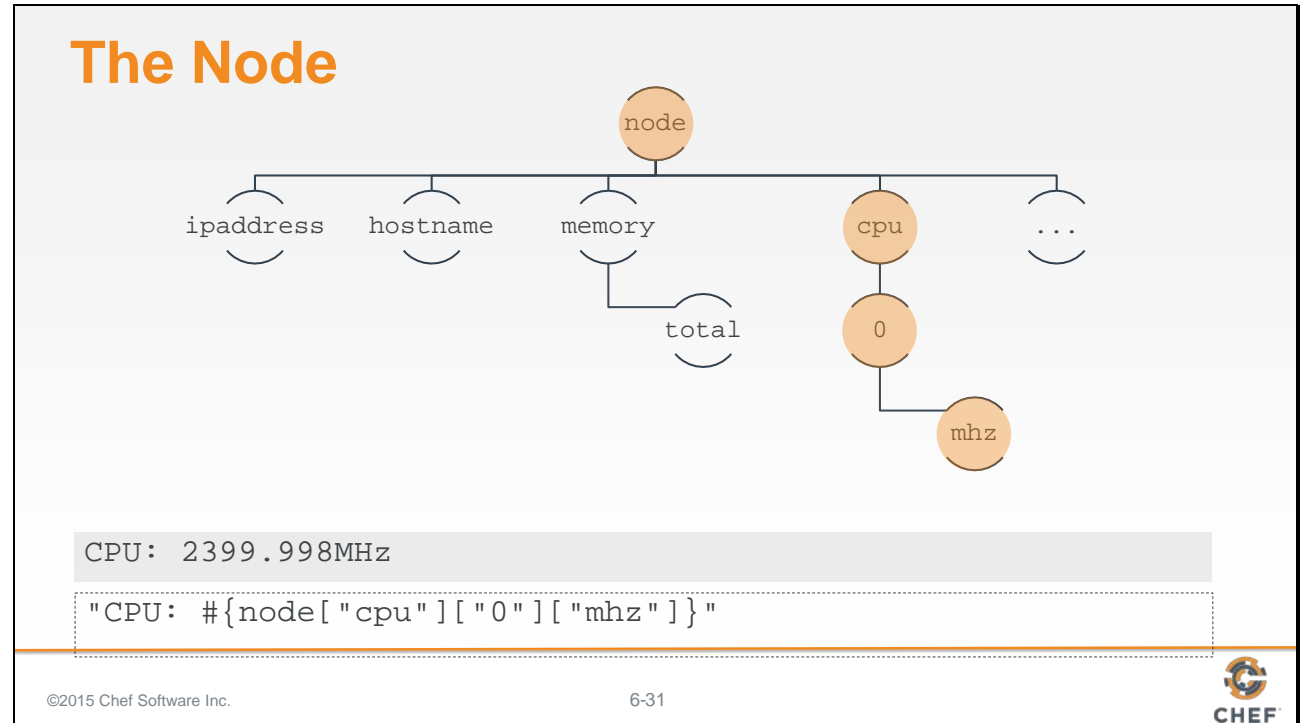 The Node
node
ipaddress hostname memory cpu ...
total 0
mhz
CPU: 2399.998MHz
"CPU: #{node["cpu"]["0"]["mhz"]}"
©2015 Chef Software Inc. 6-31
CHEF